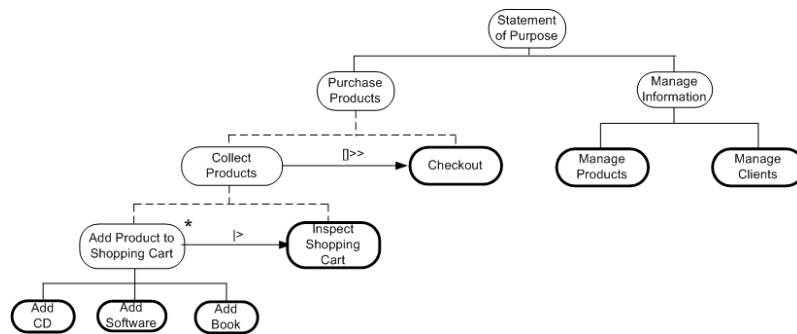 Statement
of Purpose
Purchase
Products
Manage
Information
Collect
Products
[]>>
Checkout
Manage
Products
Manage
Clients
Add Product to
Shopping Cart
*
|>
Inspect
Shopping
Cart
Add
CD
Add
Software
Add
Book